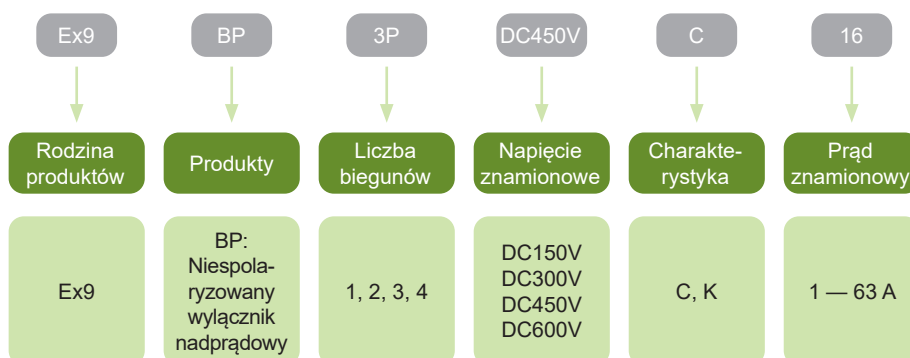 Ex9 BP 3P DC450V C 16
Rodzina produktów
Produkty
Liczba biegunów
Napięcie znamionowe
Charakte-
rystyka
Prąd znamionowy
Ex9
BP:
Niespola-
ryzowany
wylącznik
nadprądowy
1, 2, 3, 4
DC150V
DC300V
DC450V
DC600V
C, K
1 — 63 A